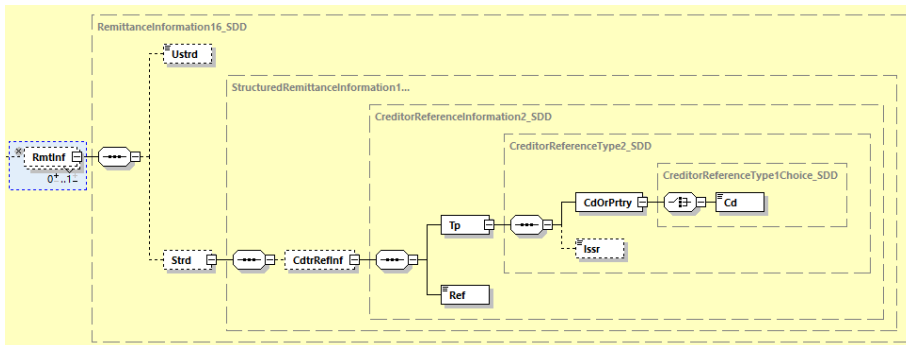 RemittanceInformation16_SDD
Ustrd
StructuredRemittanceInformation1...
CreditorReferenceInformation2_SDD
CreditorReferenceType2_SDD
CreditorReferenceType1Choice_SDD
RmtInf
0..1
CdOrPrtry
Cd
Tp
Issr
Strd
CdtrRefInf
Ref